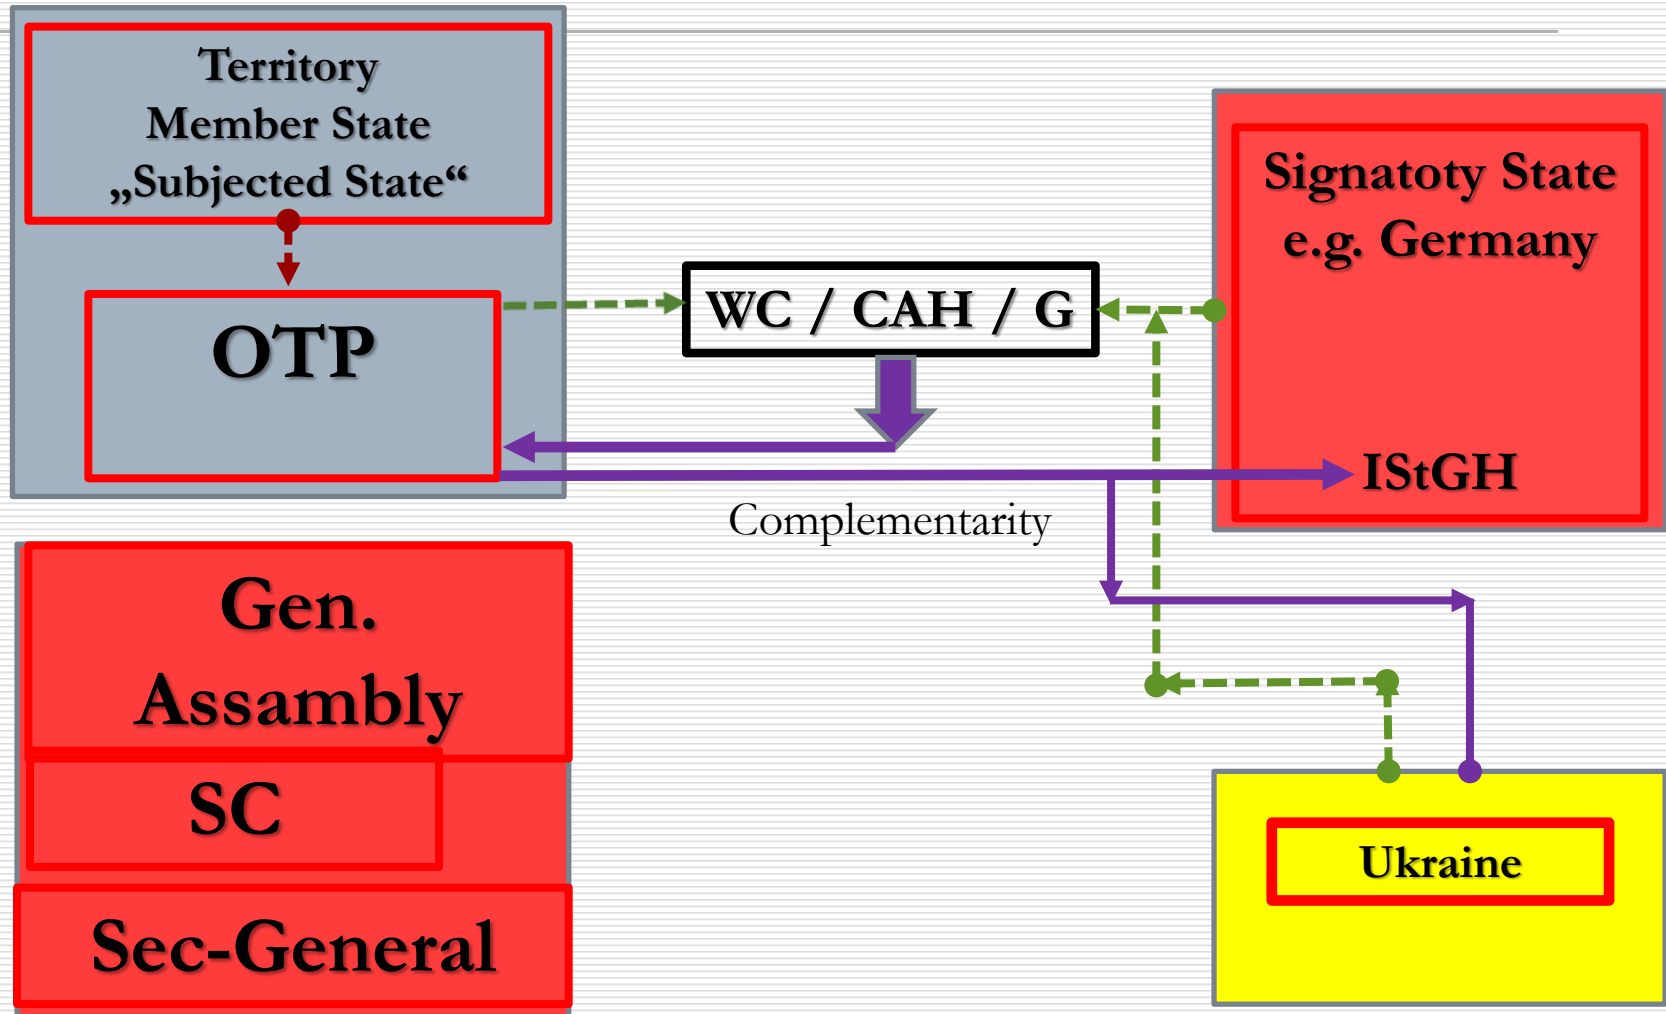 Territory
Member State
„Subjected State“
OTP
WC / CAH / G
Signatoty State
e.g. Germany
IStGH
Complementarity
Gen.
Assambly
SC
Sec-General
Ukraine